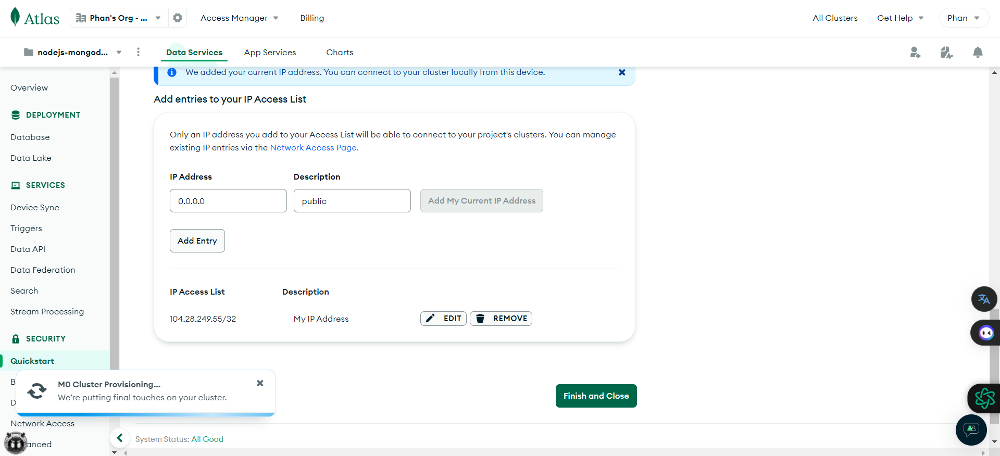 Atlas
Phan's Org - ...
Access Manager
Billing
All Clusters
Get Help
Phan
nodejs-mongod...
Data Services
App Services
Charts
Overview
DEPLOYMENT
Database
Data Lake
SERVICES
Device Sync
Triggers
Data API
Data Federation
Search
Stream Processing
SECURITY
Quickstart
B
D
Network Access
anced
We added your current IP address. You can connect to your cluster locally from this device.
Add entries to your IP Access List
Only an IP address you add to your Access List will be able to connect to your project's clusters. You can manage
existing IP entries via the Network Access Page.
IP Address
Description
0.0.0.0
public
Add My Current IP Address
Add Entry
IP Access List
Description
104.28.249.55/32
My IP Address
EDIT
REMOVE
M0 Cluster Provisioning...
We're putting final touches on your cluster.
Finish and Close
System Status: All Good